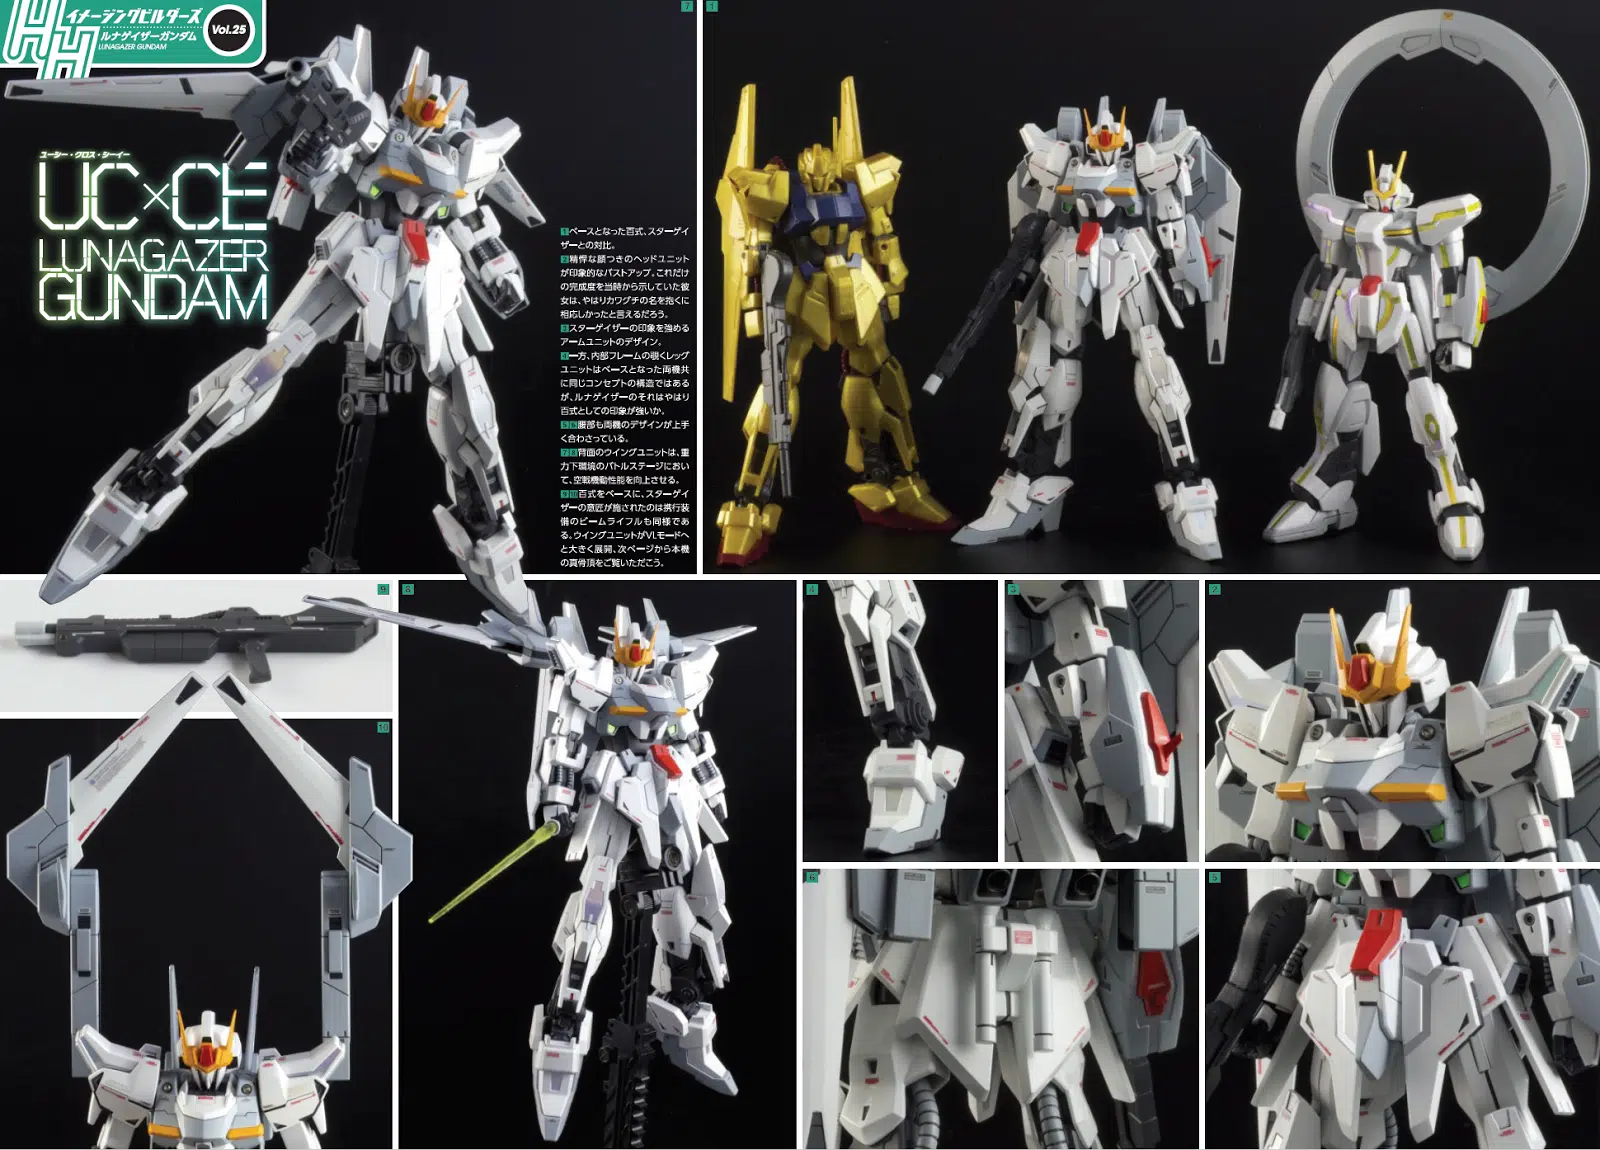 HH
イメージングビルダーズ
ルナゲイザーガンダム
LUNAGAZER GUNDAM
Vol.25
ユーシー・クロス・シーイー
UC×CE
LUNAGAZER
GUNDAM
1ベースとなった百式、スターゲイ
ザーとの対比。
2精悍な顔つきのヘッドユニット
が印象的なバストアップ。これだけ
の完成度を当時から示していた彼
女は、やはりカワグチの名を抱くに
相応しかったと言えるだろう。
3スターゲイザーの印象を強める
アームユニットのデザイン。
4一方、内部フレームの覗くレッグ
ユニットはベースとなった両機共
に同じコンセプトの構造ではある
が、ルナゲイザーのそれはやはり
百式としての印象が強いか。
56腰部も両機のデザインが上手
く合わさっている。
78背面のウイングユニットは、重
力下環境のバトルステージにおい
て、空戦機動性能を向上させる。
910百式をベースに、スターゲイ
ザーの意匠が施されたのは携行装
備のビームライフルも同様であ
る。ウイングユニットがVLモードへ
と大きく展開、次ページから本機
の真骨頂をご覧いただこう。
7
1
9
8
4
3
2
10
6
5